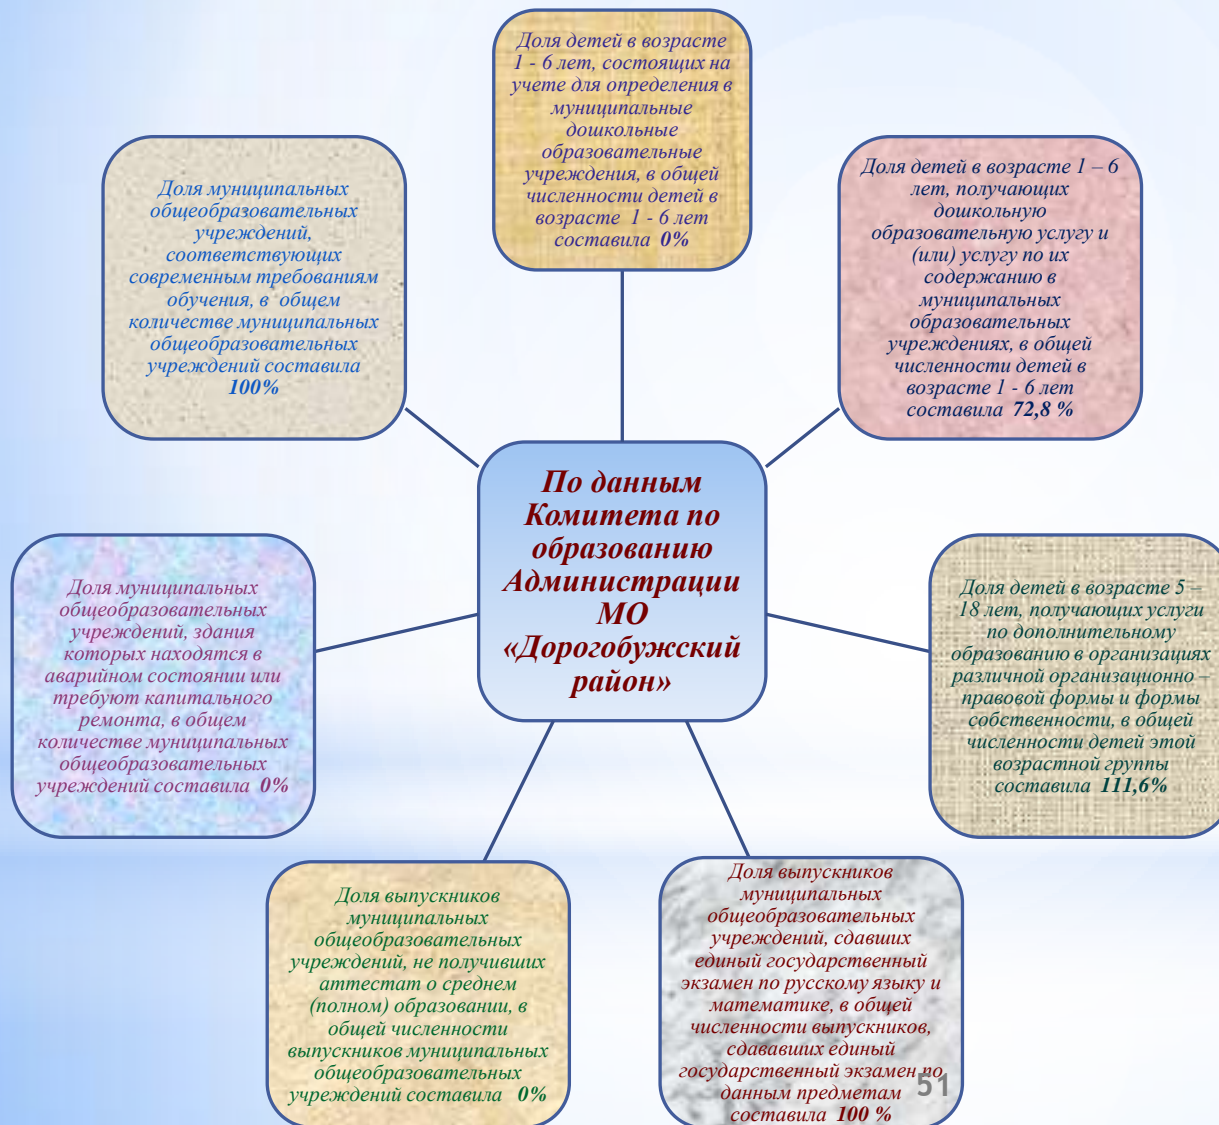 Доля детей в возрасте
1 - 6 лет, состоящих на
учете для определения в
муниципальные
дошкольные
образовательные
учреждения, в общей
численности детей в
возрасте 1 - 6 лет
составила 0%
Доля детей в возрасте 1 – 6
лет, получающих
дошкольную
образовательную услугу и
(или) услугу по их
содержанию в
муниципальных
образовательных
учреждениях, в общей
численности детей в
возрасте 1 - 6 лет
составила 72,8 %
Доля муниципальных
общеобразовательных
учреждений,
соответствующих
современным требованиям
обучения, в общем
количестве муниципальных
общеобразовательных
учреждений составила
100%
По данным
Комитета по
образованию
Администрации
МО
«Дорогобужский
район»
Доля детей в возрасте 5 –
18 лет, получающих услуги
по дополнительному
образованию в организациях
различной организационно –
правовой формы и формы
собственности, в общей
численности детей этой
возрастной группы
составила 111,6%
Доля муниципальных
общеобразовательных
учреждений, здания
которых находятся в
аварийном состоянии или
требуют капитального
ремонта, в общем
количестве муниципальных
общеобразовательных
учреждений составила 0%
Доля выпускников
муниципальных
общеобразовательных
учреждений, сдавших
единый государственный
экзамен по русскому языку и
математике, в общей
численности выпускников,
сдававших единый
государственный экзамен по
данным предметам
составила 100 %
Доля выпускников
муниципальных
общеобразовательных
учреждений, не получивших
аттестат о среднем
(полном) образовании, в
общей численности
выпускников муниципальных
общеобразовательных
учреждений составила 0%
51